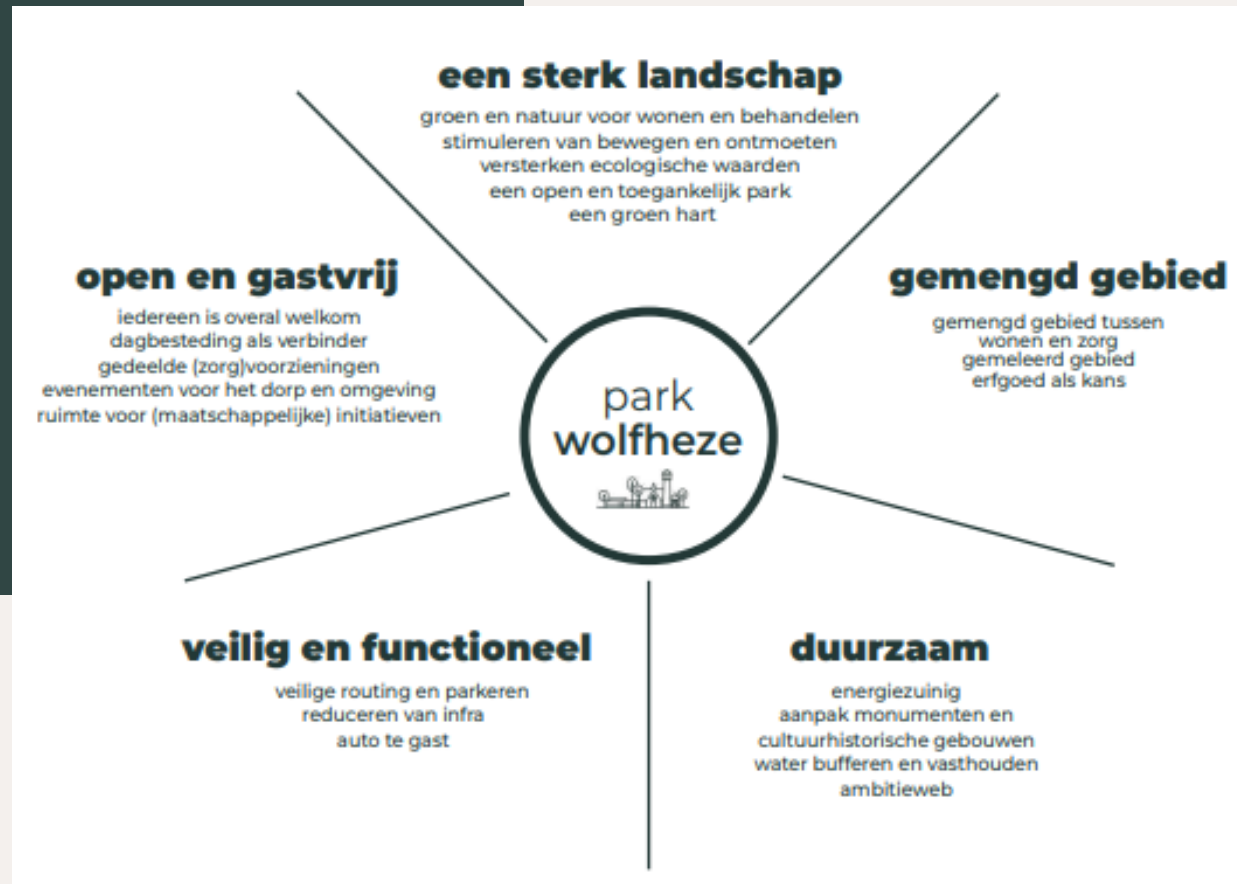 een sterk landschap
groen en natuur voor wonen en behandelen
stimuleren van bewegen en ontmoeten
versterken ecologische waarden
een open en toegankelijk park
een groen hart
open en gastvrij
iedereen is overal welkom
dagbesteding als verbinder
gedeelde (zorg)voorzieningen
evenementen voor het dorp en omgeving
ruimte voor (maatschappelijke) initiatieven
gemengd gebied
gemengd gebied tussen
wonen en zorg
gemeleerd gebied
erfgoed als kans
park
wolfheze
veilig en functioneel
veilige routing en parkeren
reduceren van infra
auto te gast
duurzaam
energiezuinig
aanpak monumenten en
cultuurhistorische gebouwen
water bufferen en vasthouden
ambitieweb